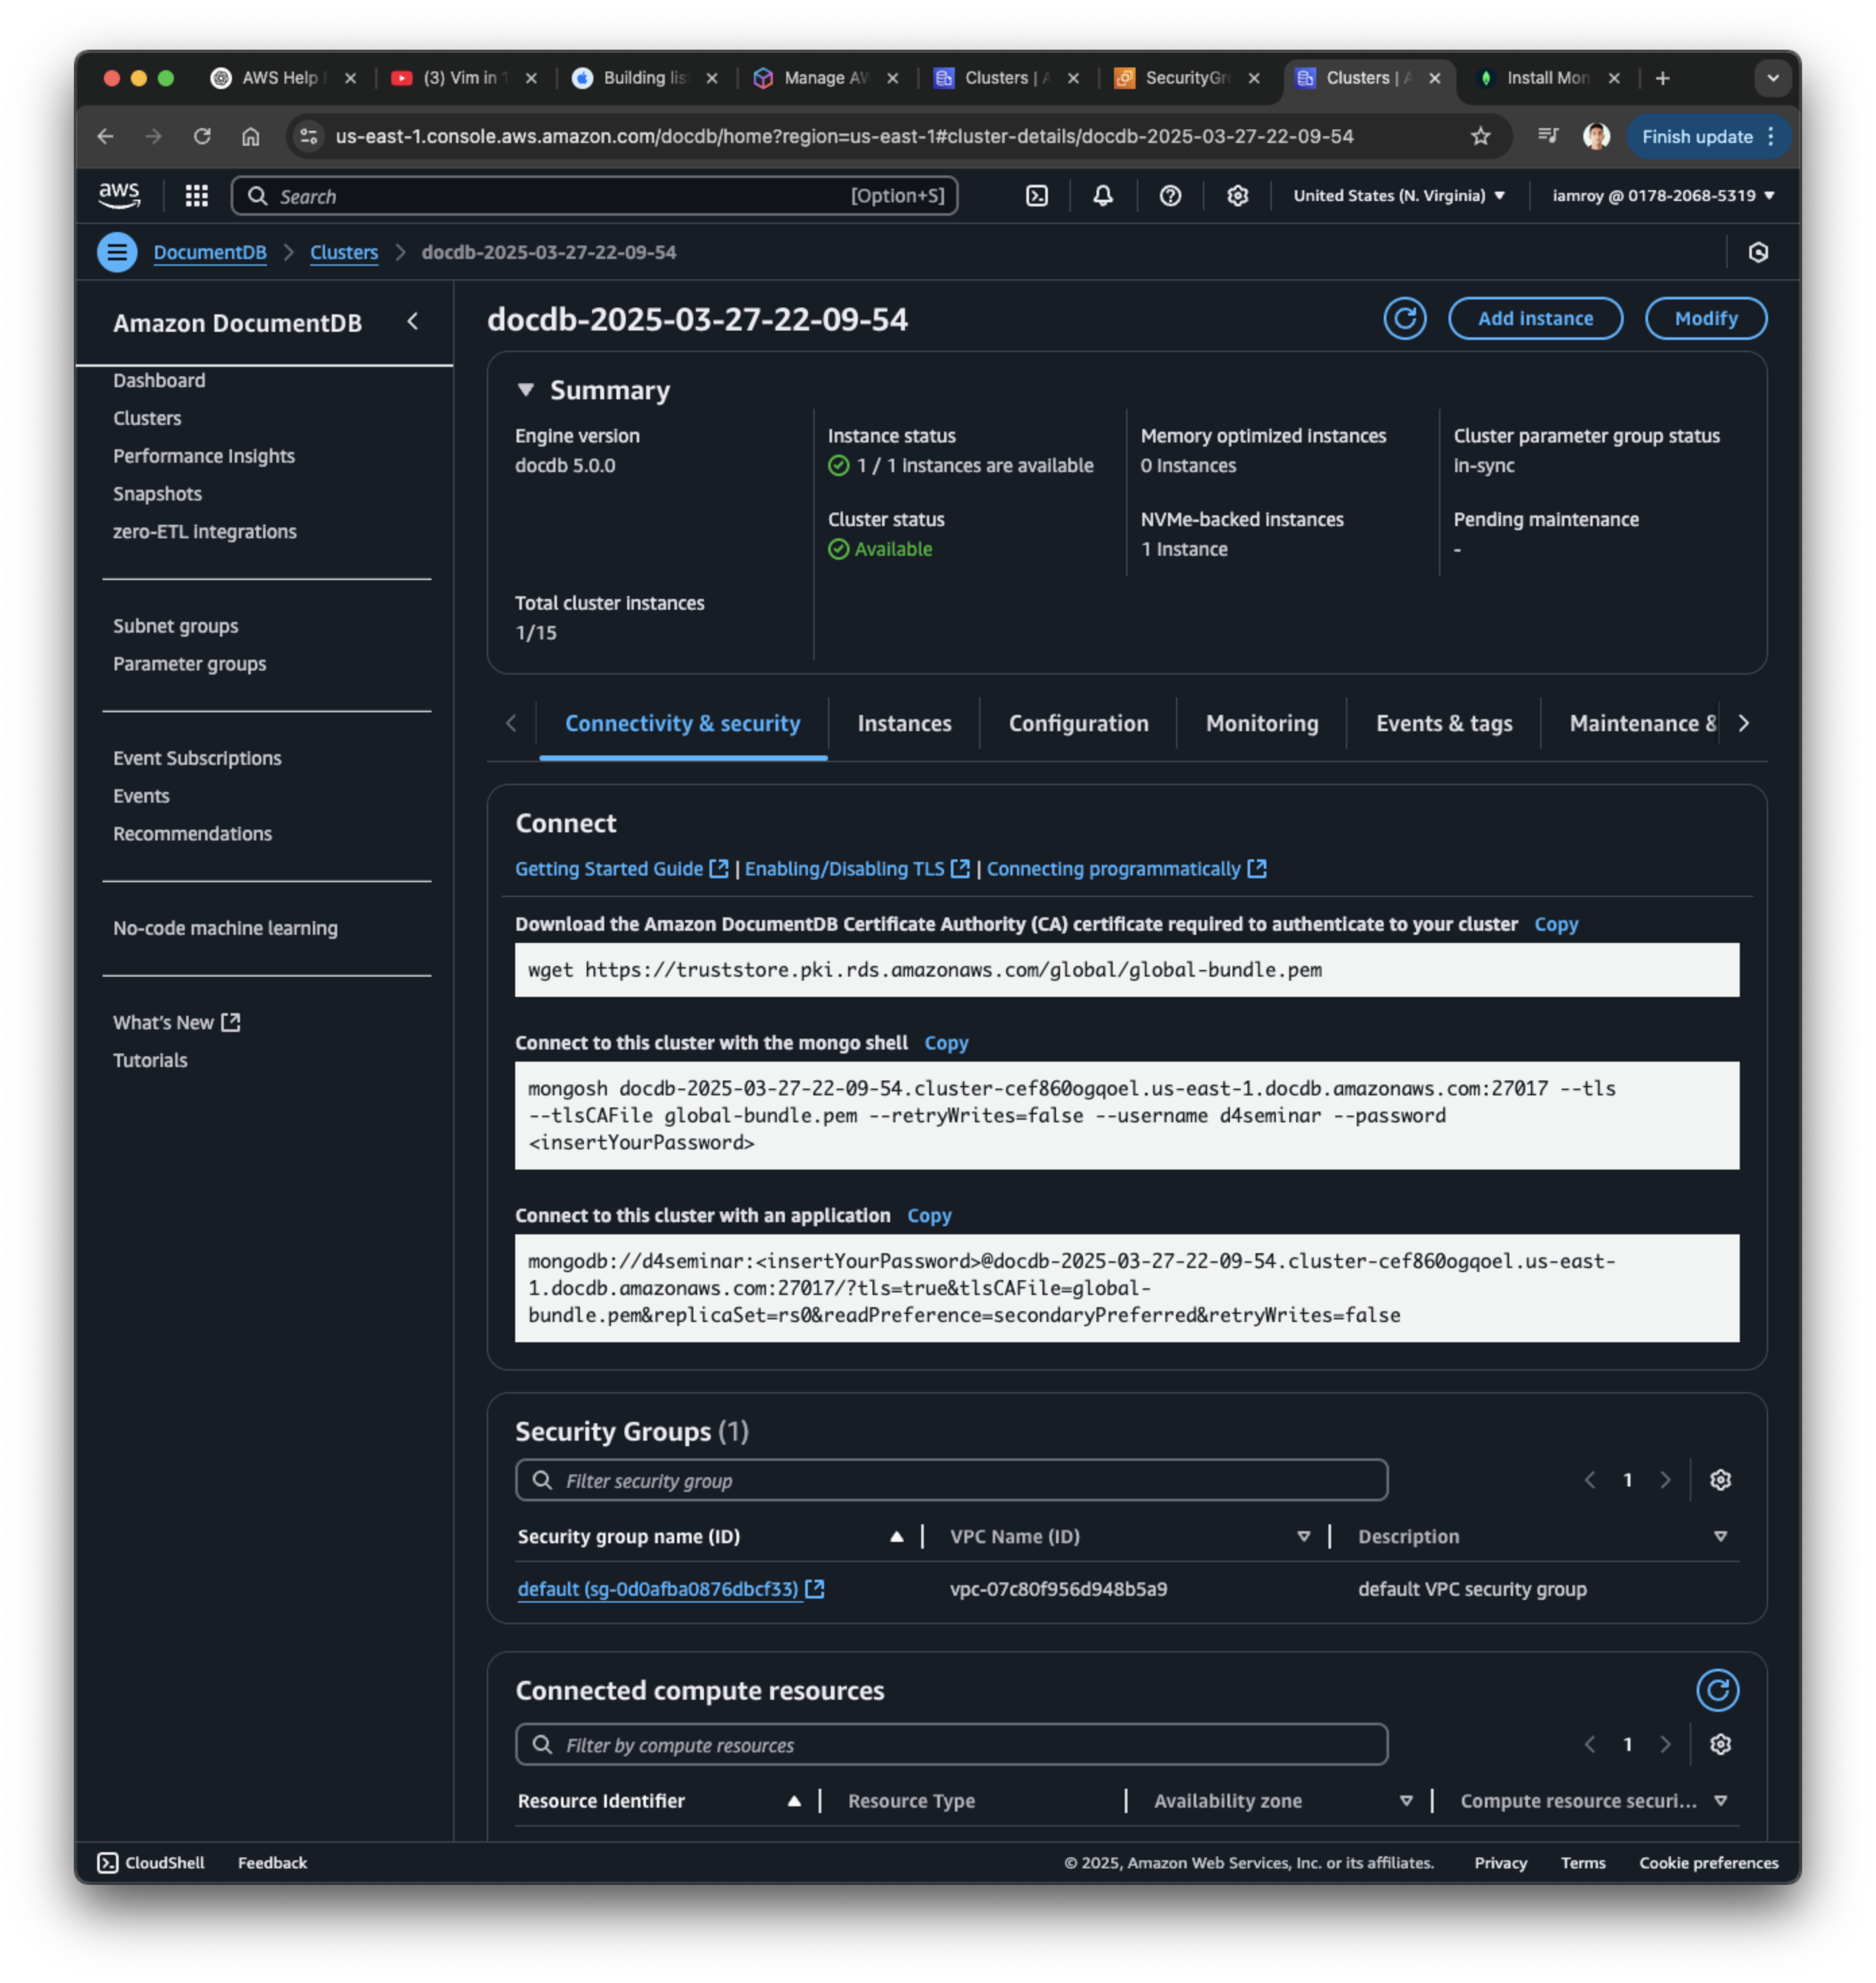 AWS Help
(3) Vim in
Building lis
Manage AW
Clusters |
SecurityGr
Clusters |
Install Mon
us-east-1.console.aws.amazon.com/docdb/home?region=us-east-1#cluster-details/docdb-2025-03-27-22-09-54
Finish update
aws
Search
[Option+S]
United States (N. Virginia)
iamroy @ 0178-2068-5319
DocumentDB
Clusters
docdb-2025-03-27-22-09-54
Amazon DocumentDB
Dashboard
Clusters
Performance Insights
Snapshots
zero-ETL integrations
Subnet groups
Parameter groups
Event Subscriptions
Events
Recommendations
No-code machine learning
What's New
Tutorials
docdb-2025-03-27-22-09-54
Add instance
Modify
Summary
Engine version
docdb 5.0.0
Instance status
1 / 1 instances are available
Memory optimized instances
0 Instances
Cluster parameter group status
in-sync
Cluster status
Available
NVMe-backed instances
1 Instance
Pending maintenance
-
Total cluster instances
1/15
Connectivity & security
Instances
Configuration
Monitoring
Events & tags
Maintenance &
Connect
Getting Started Guide | Enabling/Disabling TLS | Connecting programmatically
Download the Amazon DocumentDB Certificate Authority (CA) certificate required to authenticate to your cluster Copy
wget https://truststore.pki.rds.amazonaws.com/global/global-bundle.pem
Connect to this cluster with the mongo shell Copy
mongosh docdb-2025-03-27-22-09-54.cluster-cef860ogqoel.us-east-1.docdb.amazonaws.com:27017 --tls
--tlsCAFile global-bundle.pem --retryWrites=false --username d4seminar --password
<insertYourPassword>
Connect to this cluster with an application Copy
mongodb://d4seminar:<insertYourPassword>@docdb-2025-03-27-22-09-54.cluster-cef860ogqoel.us-east-
1.docdb.amazonaws.com:27017/?tls=true&tlsCAFile=global-
bundle.pem&replicaSet=rs0&readPreference=secondaryPreferred&retryWrites=false
Security Groups (1)
Filter security group
1
Security group name (ID)
VPC Name (ID)
Description
default (sg-0d0afba0876dbcf33)
vpc-07c80f956d948b5a9
default VPC security group
Connected compute resources
Filter by compute resources
1
Resource Identifier
Resource Type
Availability zone
Compute resource securi...
CloudShell
Feedback
© 2025, Amazon Web Services, Inc. or its affiliates.
Privacy
Terms
Cookie preferences